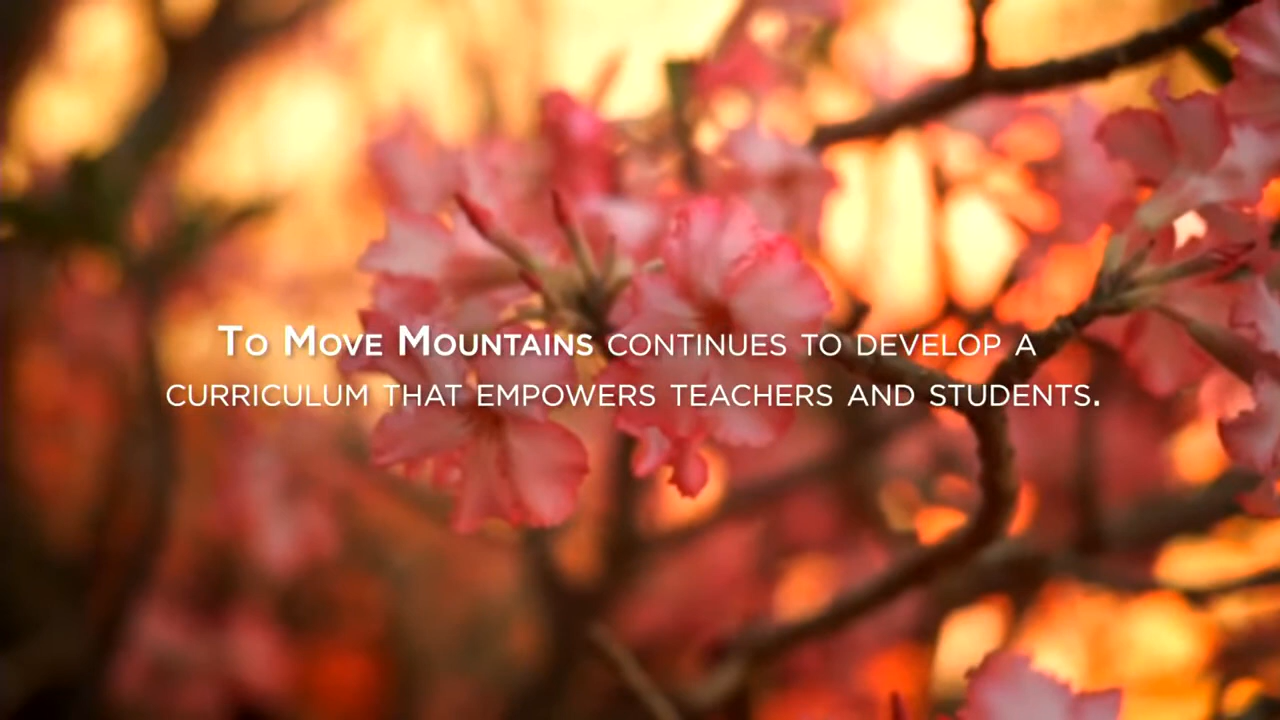 To Move Mountains continues to develop a
curriculum that empowers teachers and students.